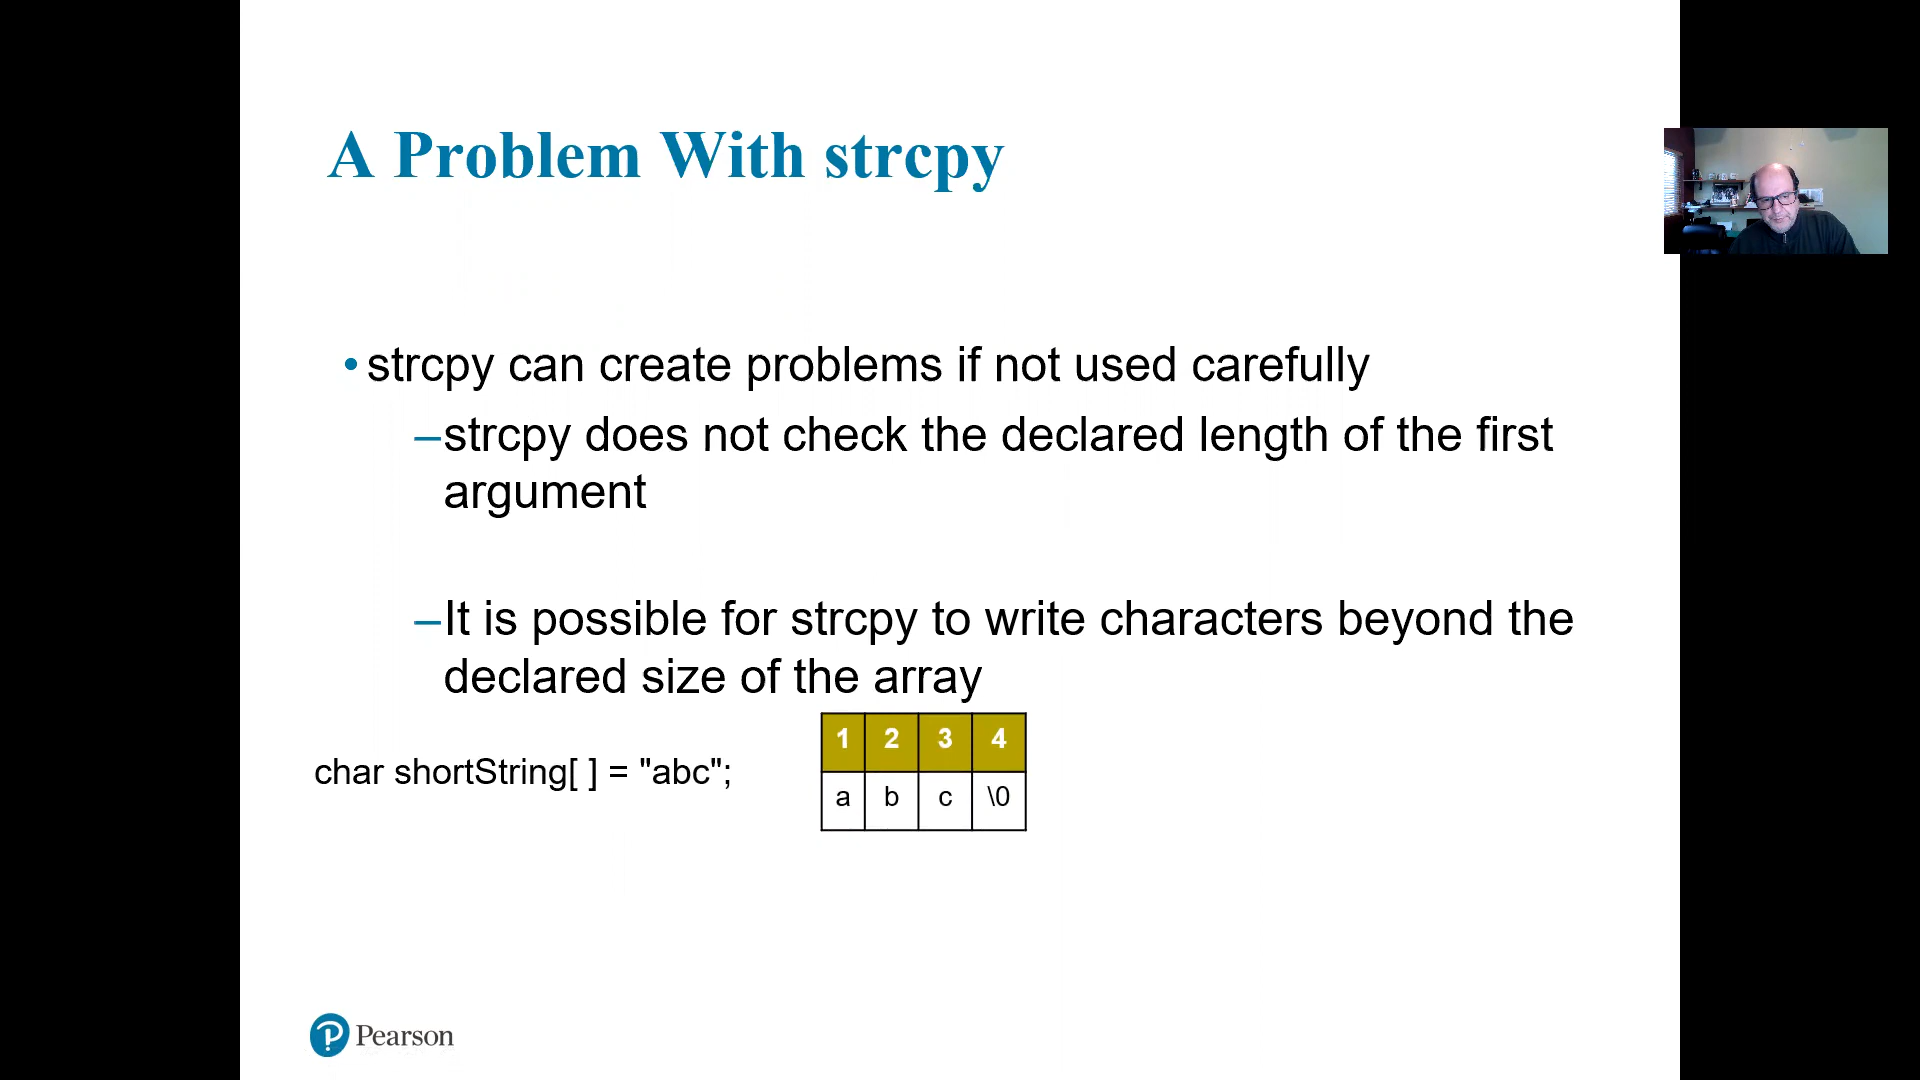 A Problem With strcpy
• strcpy can create problems if not used carefully
–strcpy does not check the declared length of the first
argument
–It is possible for strcpy to write characters beyond the
declared size of the array
char shortString[ ] = "abc";
1 2 3 4
a b c \0
Pearson